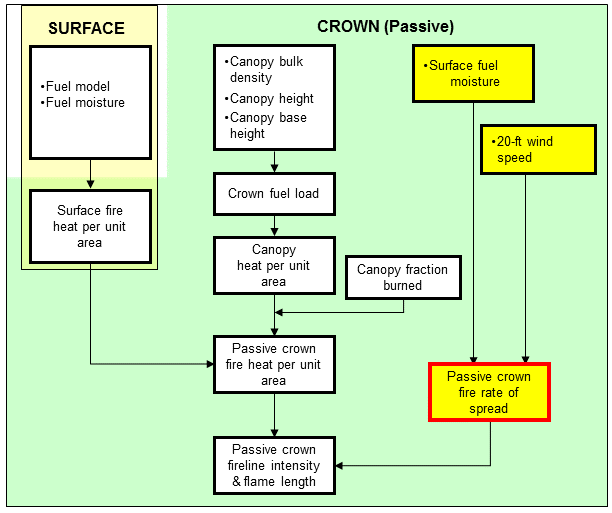 SURFACE
•Fuel model
•Fuel moisture
Surface fire
heat per unit
area
CROWN (Passive)
•Canopy bulk
density
•Canopy height
•Canopy base
height
Crown fuel load
Canopy
heat per unit
area
Canopy fraction
burned
Passive crown
fire heat per unit
area
Passive crown
fireline intensity
& flame length
•Surface fuel
moisture
•20-ft wind
speed
Passive crown
fire rate of
spread